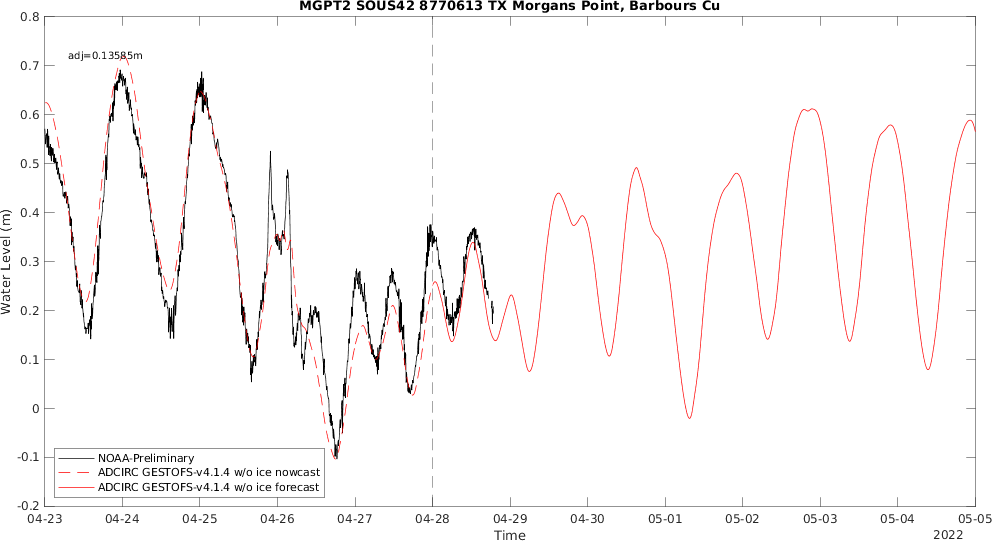 MGPT2 SOUS42 8770613 TX Morgans Point, Barbours Cu
adj=0.13585m
Water Level (m)
0.8
0.7
0.6
0.5
0.4
0.3
0.2
0.1
0
-0.1
-0.2
NOAA-Preliminary
ADCIRC GESTOFS-v4.1.4 w/o ice nowcast
ADCIRC GESTOFS-v4.1.4 w/o ice forecast
04-23 04-24 04-25 04-26 04-27 04-28 04-29 04-30 05-01 05-02 05-03 05-04 05-05
Time
2022